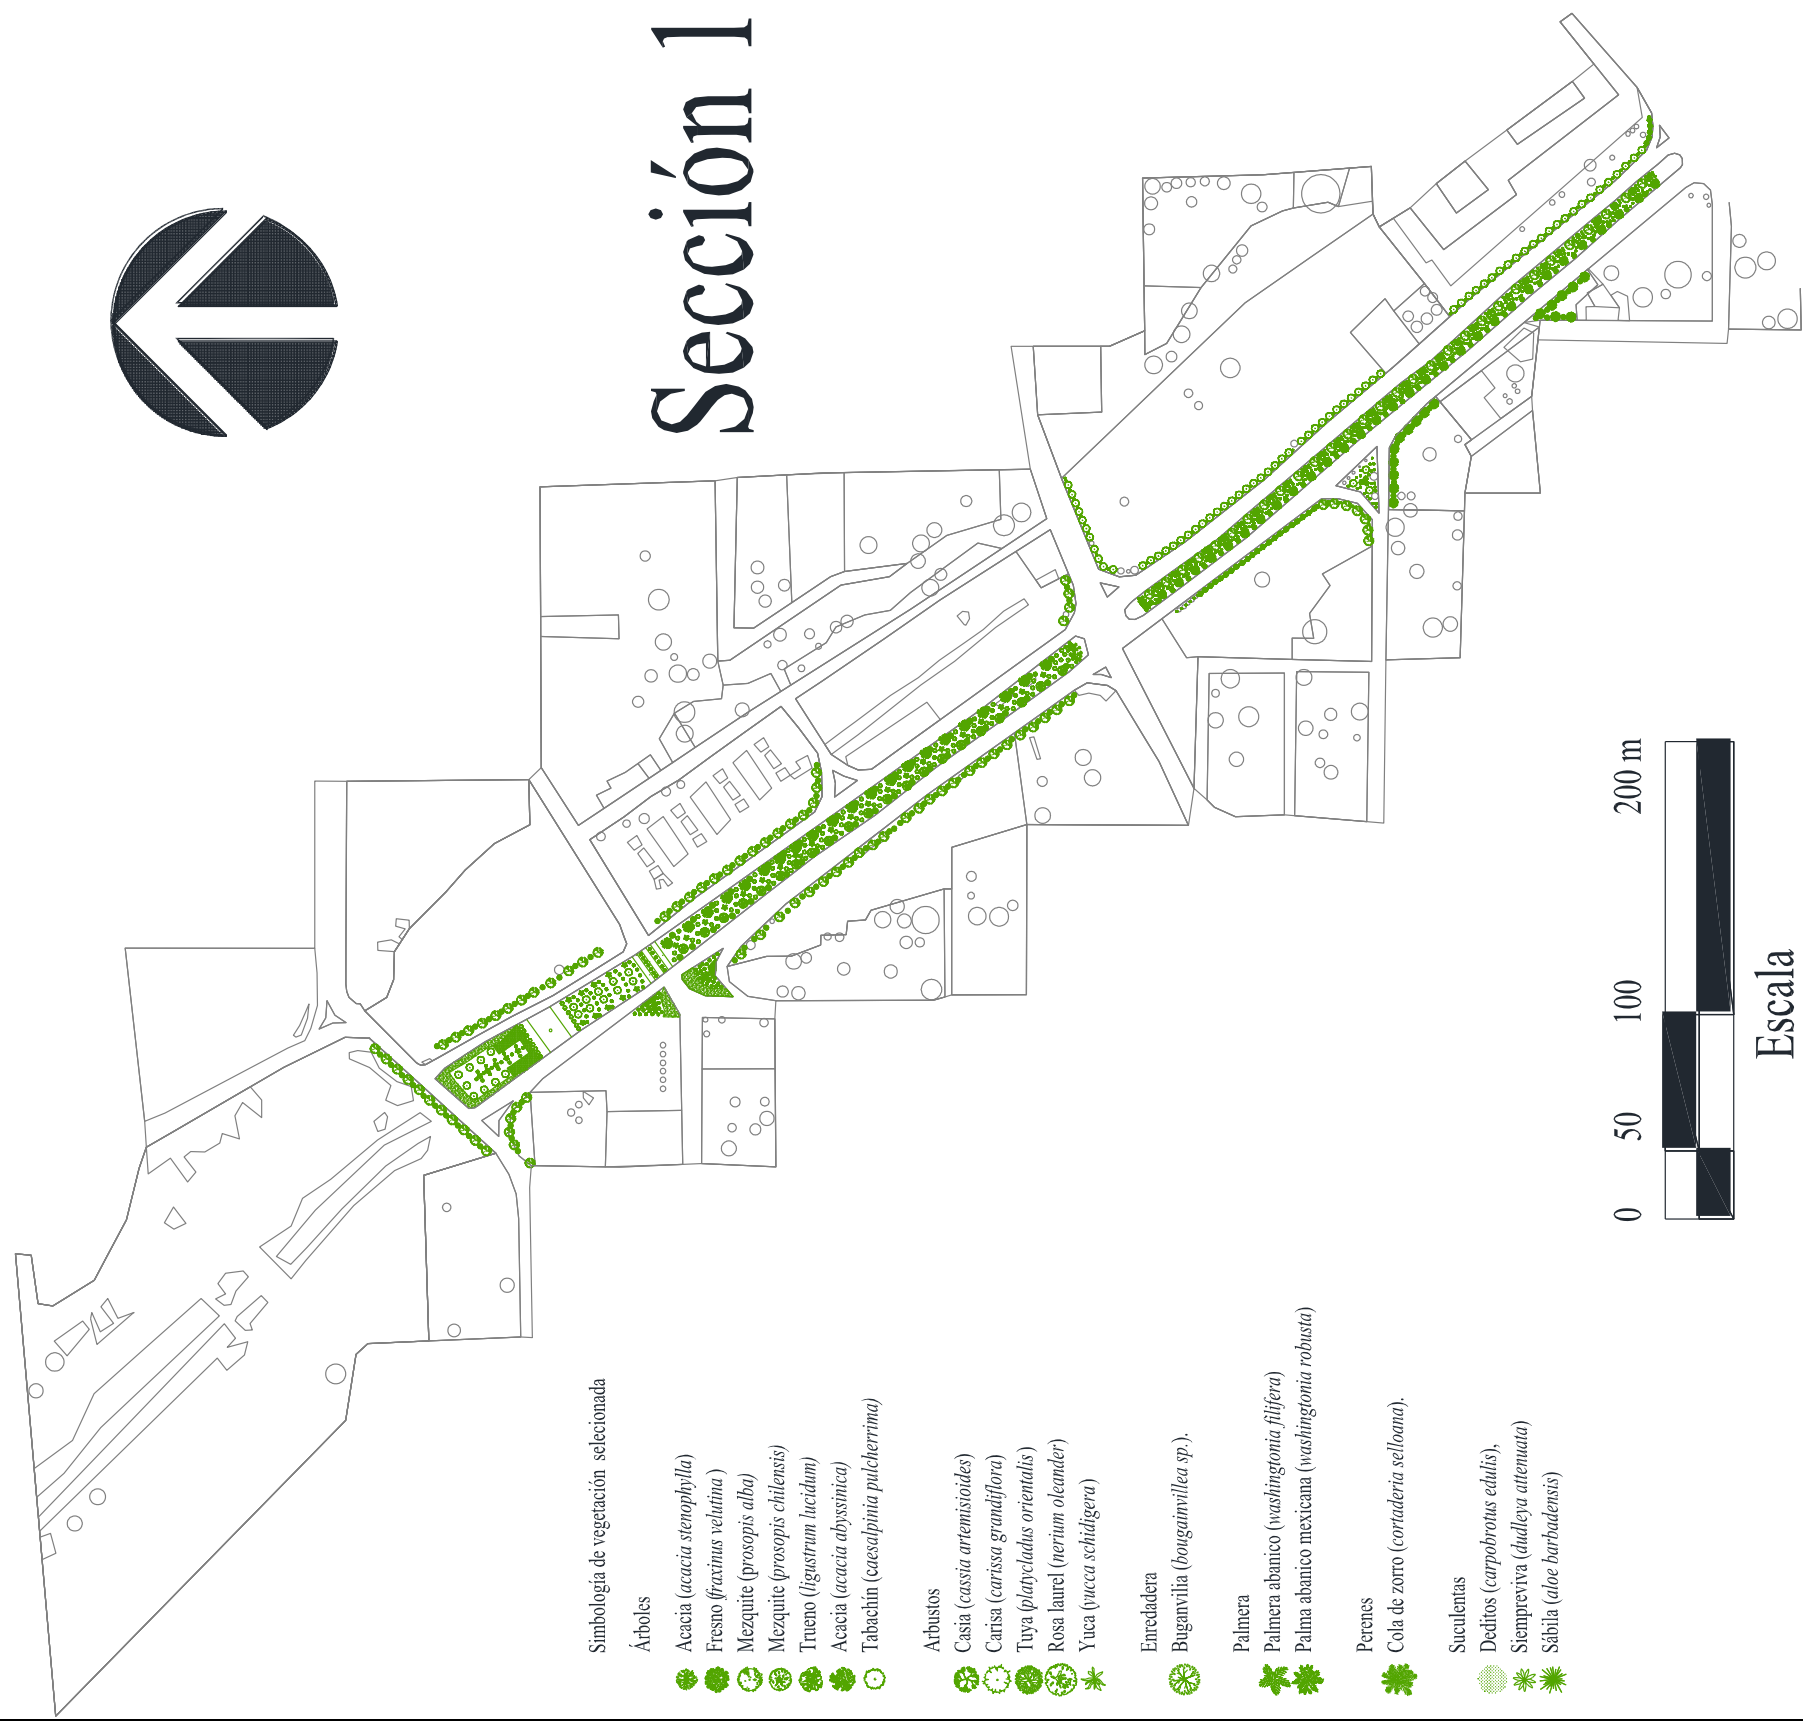 Sección 1
Simbología de vegetación selecionada
Árboles
Acacia (acacia stenophylla)
Fresno (fraxinus velutina )
Mezquite (prosopis alba)
Mezquite (prosopis chilensis)
Trueno (ligustrum lucidum)
Acacia (acacia abyssinica)
Tabachín (caesalpinia pulcherrima)
Arbustos
Casia (cassia artemisioides)
Carisa (carissa grandiflora)
Tuya (platycladus orientalis )
Rosa laurel (nerium oleander)
Yuca (yucca schidigera )
Enredadera
Buganvilia (bougainvillea sp.).
Palmera
Palmera abanico (washingtonia filifera)
Palma abanico mexicana (washingtonia robusta)
Perenes
Cola de zorro (cortaderia selloana).
Suculentas
Deditos (carpobrotus edulis),
Siempreviva (dudleya attenuata)
Sábila (aloe barbadensis)
0 50 100 200 m
Escala